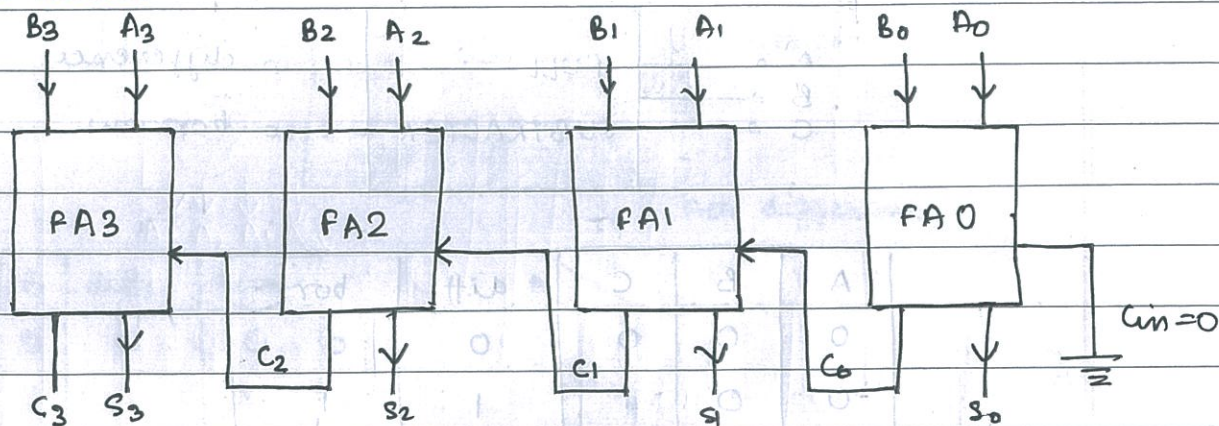 B3 A3 B2 A2 B1 A1 B0 A0
FA3 FA2 FA1 FA0
Cin=0
C2 C1 C0
C3 S3 S2 S1 S0